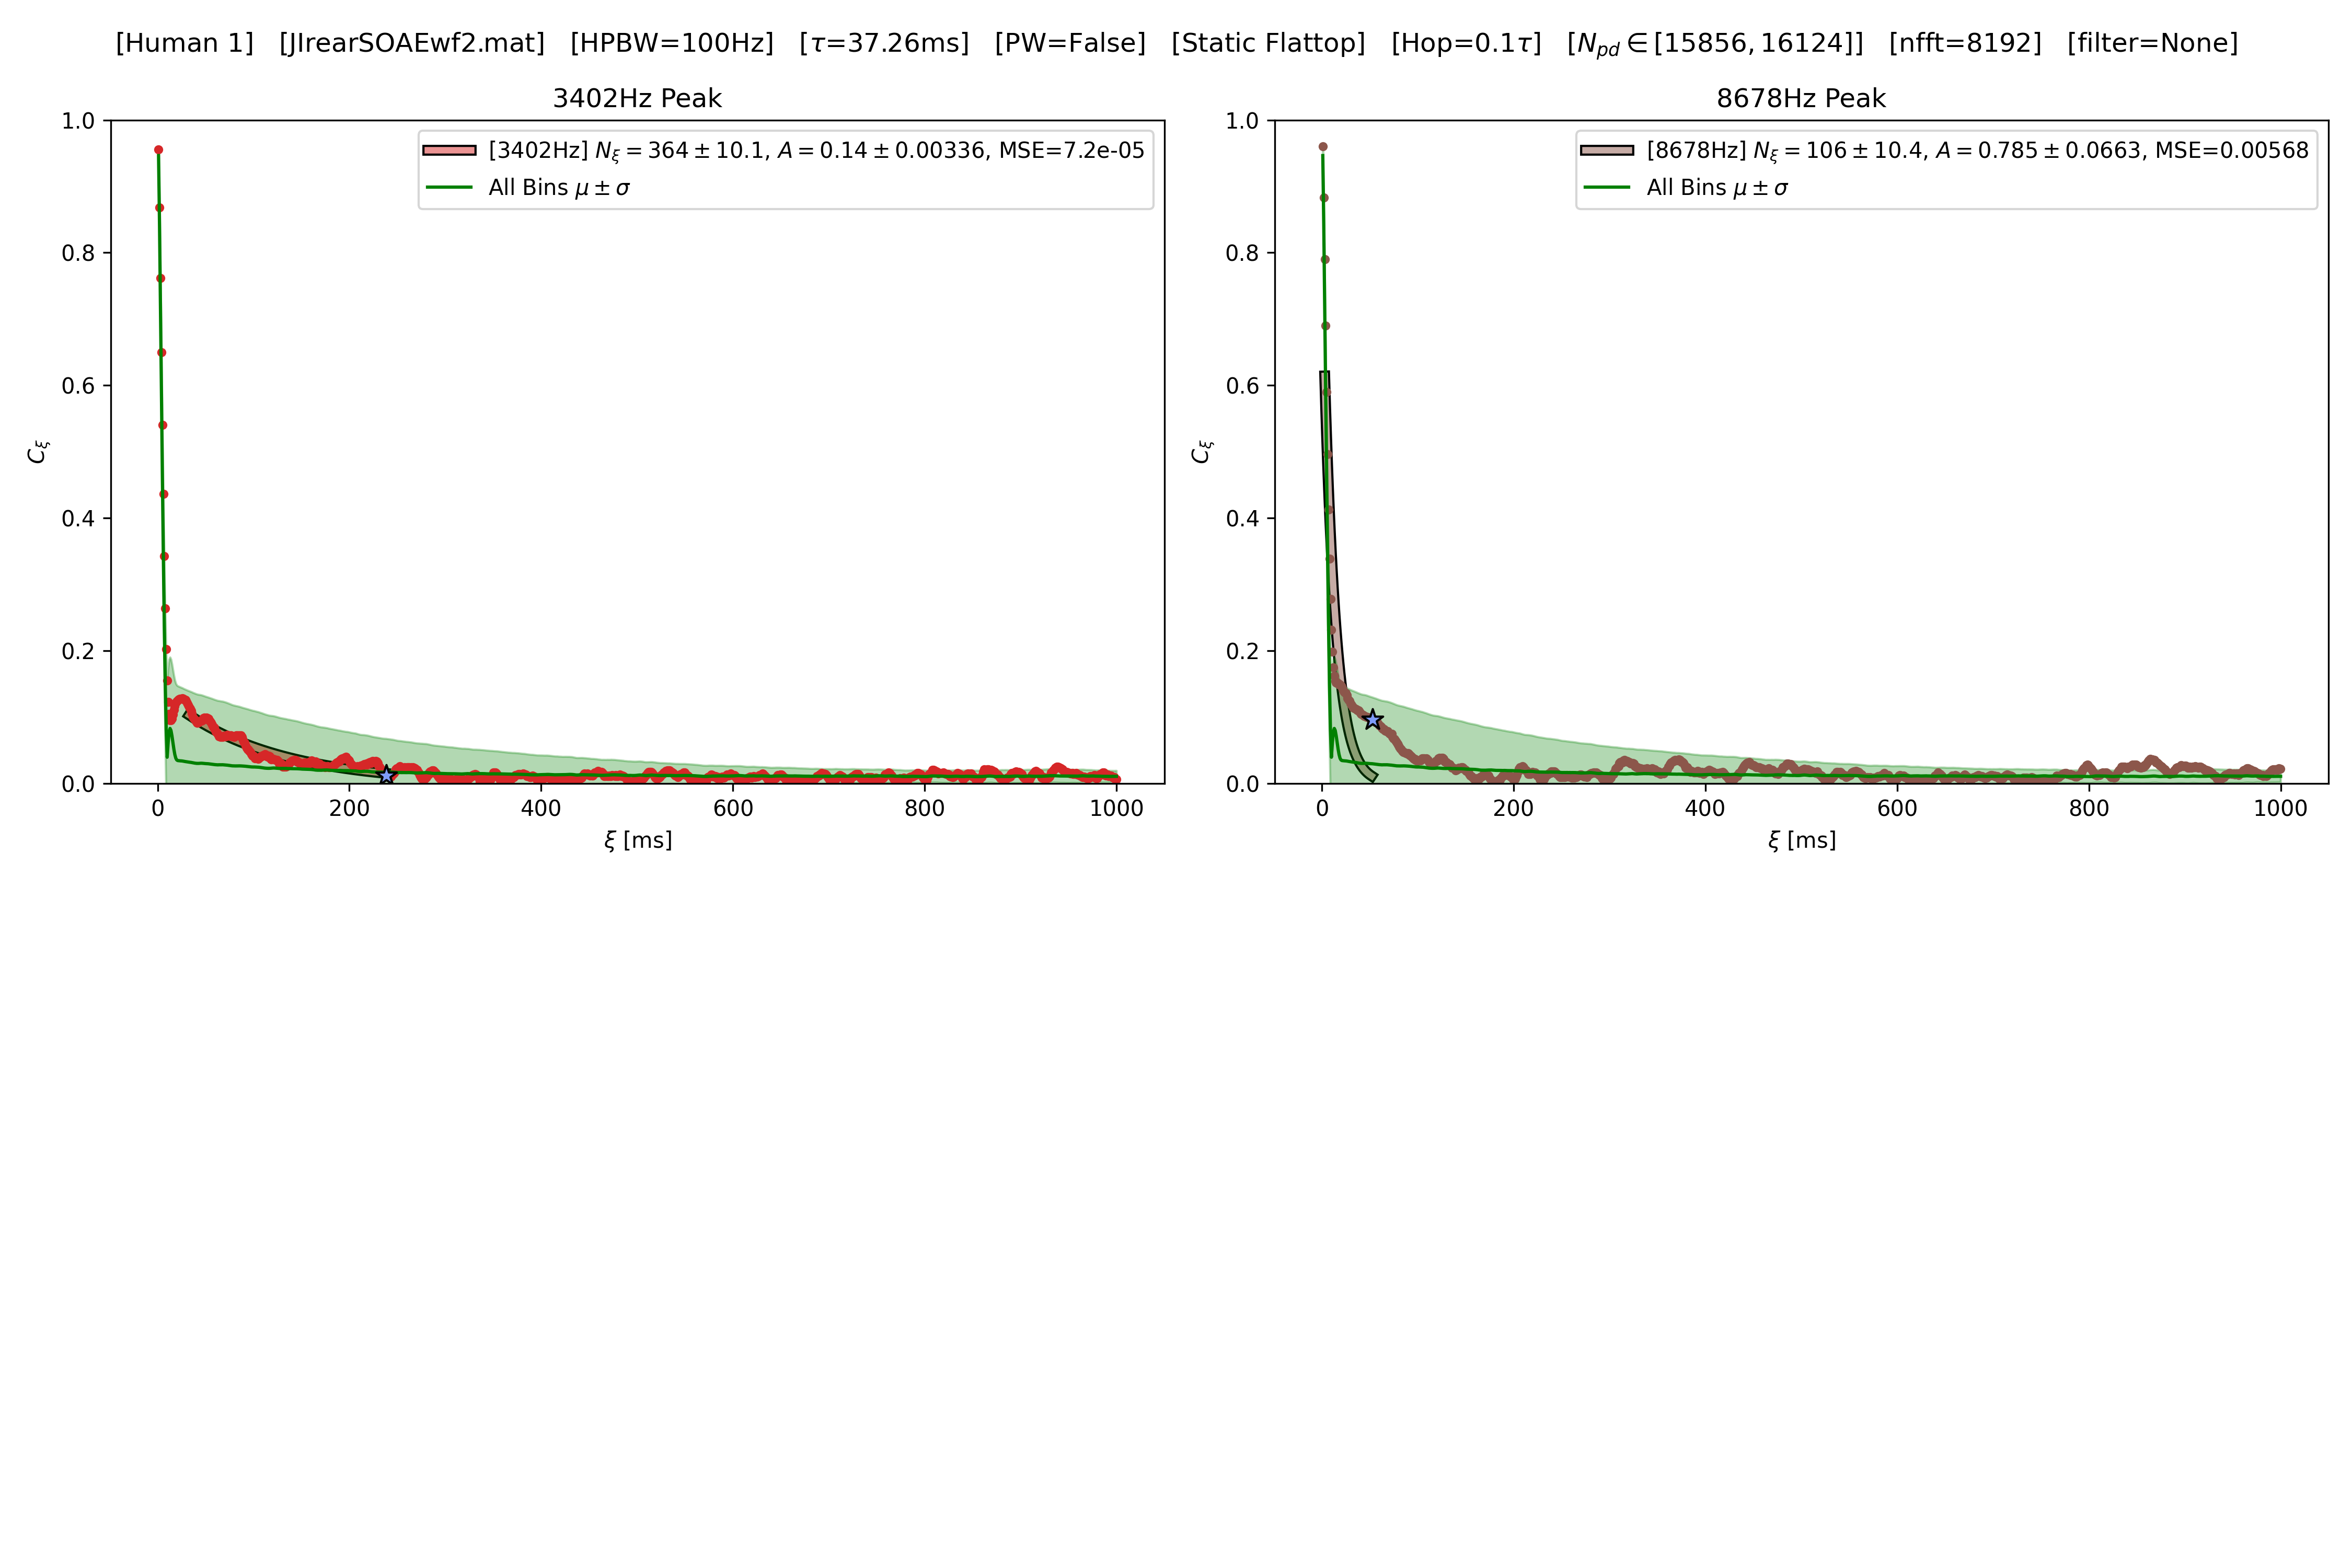 [Human 1] [JIrearSOAEwf2.mat] [HPBW=100Hz] [τ=37.26ms] [PW=False] [Static Flattop] [Hop=0.1τ] [N_pd ∈ [15856, 16124]] [nfft=8192] [filter=None]
3402Hz Peak
[3402Hz] N_ξ = 364 ± 10.1, A = 0.14 ± 0.00336, MSE=7.2e-05
All Bins μ ± σ
1.0
0.8
0.6
0.4
0.2
0.0
C_ξ
0 200 400 600 800 1000
ξ [ms]
8678Hz Peak
[8678Hz] N_ξ = 106 ± 10.4, A = 0.785 ± 0.0663, MSE=0.00568
All Bins μ ± σ
1.0
0.8
0.6
0.4
0.2
0.0
C_ξ
0 200 400 600 800 1000
ξ [ms]